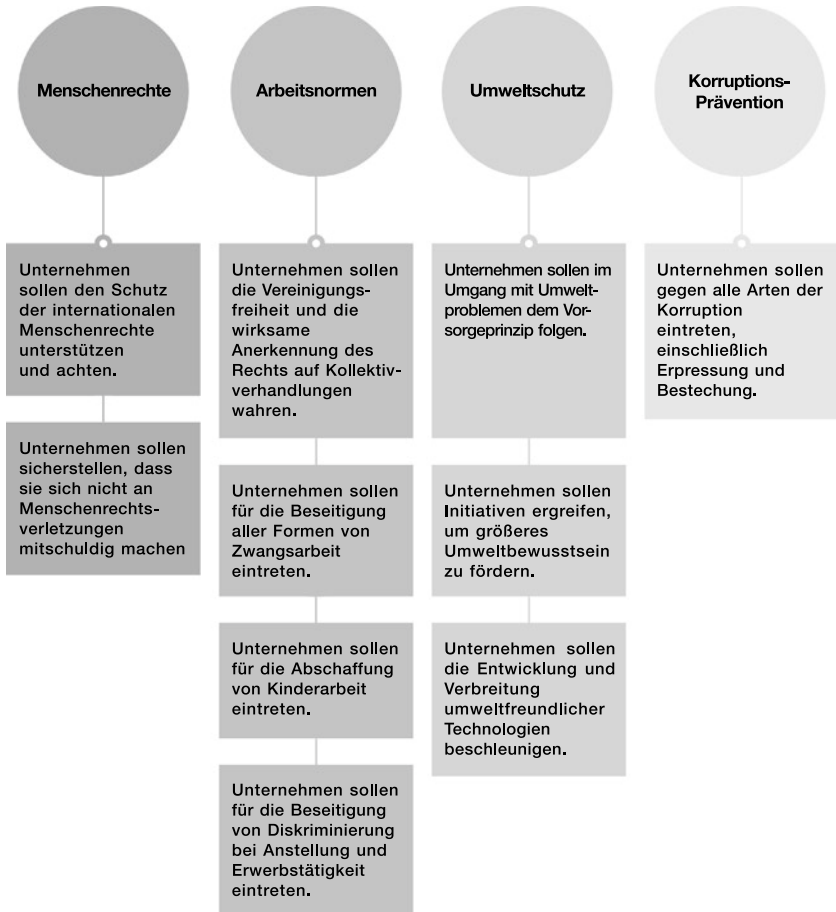 Menschenrechte
Unternehmen
sollen den Schutz
der internationalen
Menschenrechte
unterstützen
und achten.
Unternehmen sollen
sicherstellen, dass
sie sich nicht an
Menschenrechts-
verletzungen
mitschuldig machen
Arbeitsnormen
Unternehmen sollen
die Vereinigungs-
freiheit und die
wirksame
Anerkennung des
Rechts auf Kollektiv-
verhandlungen
wahren.
Unternehmen sollen
für die Beseitigung
aller Formen von
Zwangsarbeit
eintreten.
Unternehmen sollen
für die Abschaffung
von Kinderarbeit
eintreten.
Unternehmen sollen
für die Beseitigung
von Diskriminierung
bei Anstellung und
Erwerbstätigkeit
eintreten.
Umweltschutz
Unternehmen sollen im
Umgang mit Umwelt-
problemen dem Vor-
sorgeprinzip folgen.
Unternehmen sollen
Initiativen ergreifen,
um größeres
Umweltbewusstsein
zu fördern.
Unternehmen sollen
die Entwicklung und
Verbreitung
umweltfreundlicher
Technologien
beschleunigen.
Korruptions-
Prävention
Unternehmen sollen
gegen alle Arten der
Korruption
eintreten,
einschließlich
Erpressung und
Bestechung.